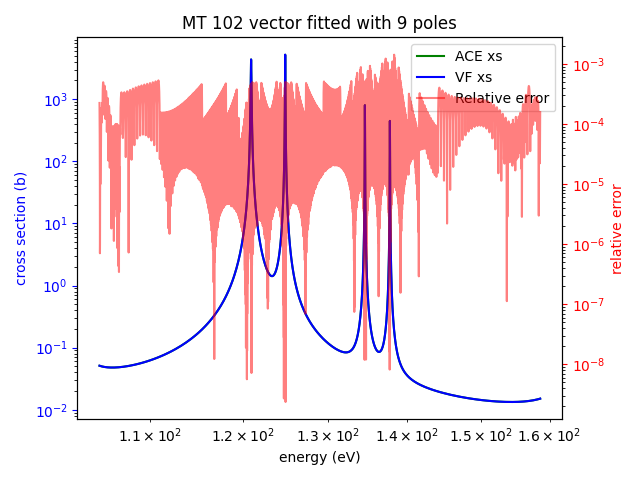 MT 102 vector fitted with 9 poles
ACE xs
VF xs
Relative error
10³
10²
10¹
10⁰
10⁻¹
10⁻²
cross section (b)
10⁻³
10⁻⁴
10⁻⁵
10⁻⁶
10⁻⁷
10⁻⁸
relative error
1.1 × 10² 1.2 × 10² 1.3 × 10² 1.4 × 10² 1.5 × 10² 1.6 × 10²
energy (eV)